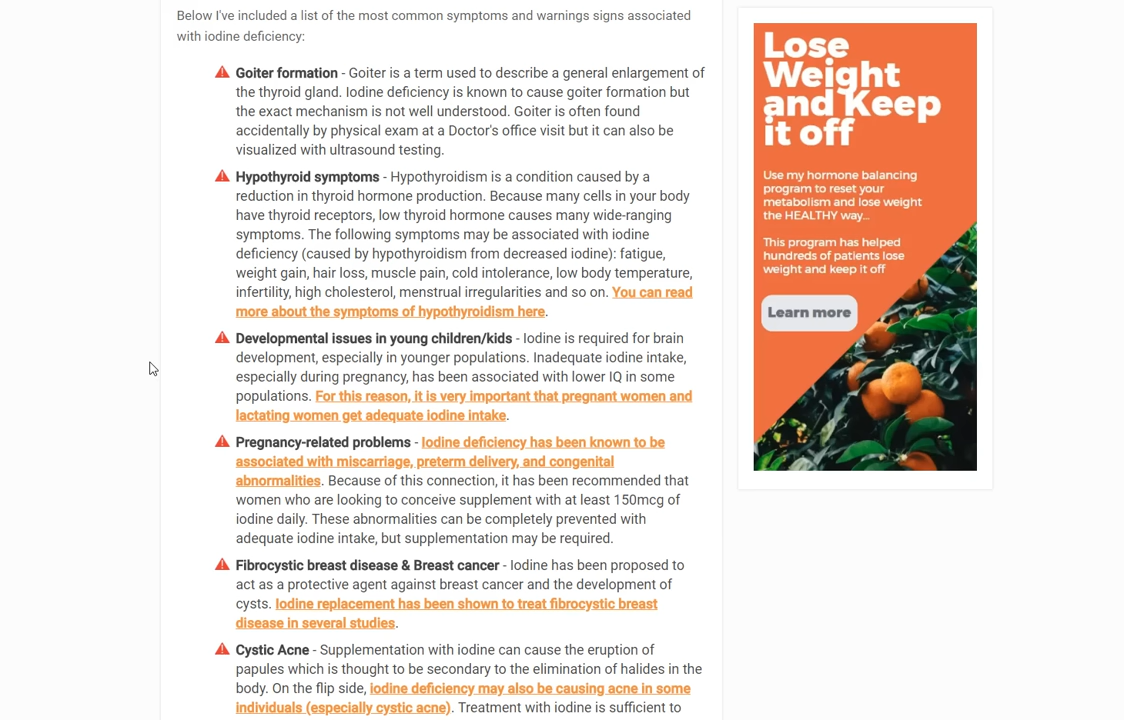 Below I've included a list of the most common symptoms and warnings signs associated
with iodine deficiency:
Goiter formation - Goiter is a term used to describe a general enlargement of
the thyroid gland. Iodine deficiency is known to cause goiter formation but
the exact mechanism is not well understood. Goiter is often found
accidentally by physical exam at a Doctor's office visit but it can also be
visualized with ultrasound testing.
Hypothyroid symptoms - Hypothyroidism is a condition caused by a
reduction in thyroid hormone production. Because many cells in your body
have thyroid receptors, low thyroid hormone causes many wide-ranging
symptoms. The following symptoms may be associated with iodine
deficiency (caused by hypothyroidism from decreased iodine): fatigue,
weight gain, hair loss, muscle pain, cold intolerance, low body temperature,
infertility, high cholesterol, menstrual irregularities and so on. You can read
more about the symptoms of hypothyroidism here.
Developmental issues in young children/kids - Iodine is required for brain
development, especially in younger populations. Inadequate iodine intake,
especially during pregnancy, has been associated with lower IQ in some
populations. For this reason, it is very important that pregnant women and
lactating women get adequate iodine intake.
Pregnancy-related problems - Iodine deficiency has been known to be
associated with miscarriage, preterm delivery, and congenital
abnormalities. Because of this connection, it has been recommended that
women who are looking to conceive supplement with at least 150mcg of
iodine daily. These abnormalities can be completely prevented with
adequate iodine intake, but supplementation may be required.
Fibrocystic breast disease & Breast cancer - Iodine has been proposed to
act as a protective agent against breast cancer and the development of
cysts. Iodine replacement has been shown to treat fibrocystic breast
disease in several studies.
Cystic Acne - Supplementation with iodine can cause the eruption of
papules which is thought to be secondary to the elimination of halides in the
body. On the flip side, iodine deficiency may also be causing acne in some
individuals (especially cystic acne). Treatment with iodine is sufficient to
Lose
Weight
and Keep
it off
Use my hormone balancing
program to reset your
metabolism and lose weight
the HEALTHY way...
This program has helped
hundreds of patients lose
weight and keep it off
Learn more